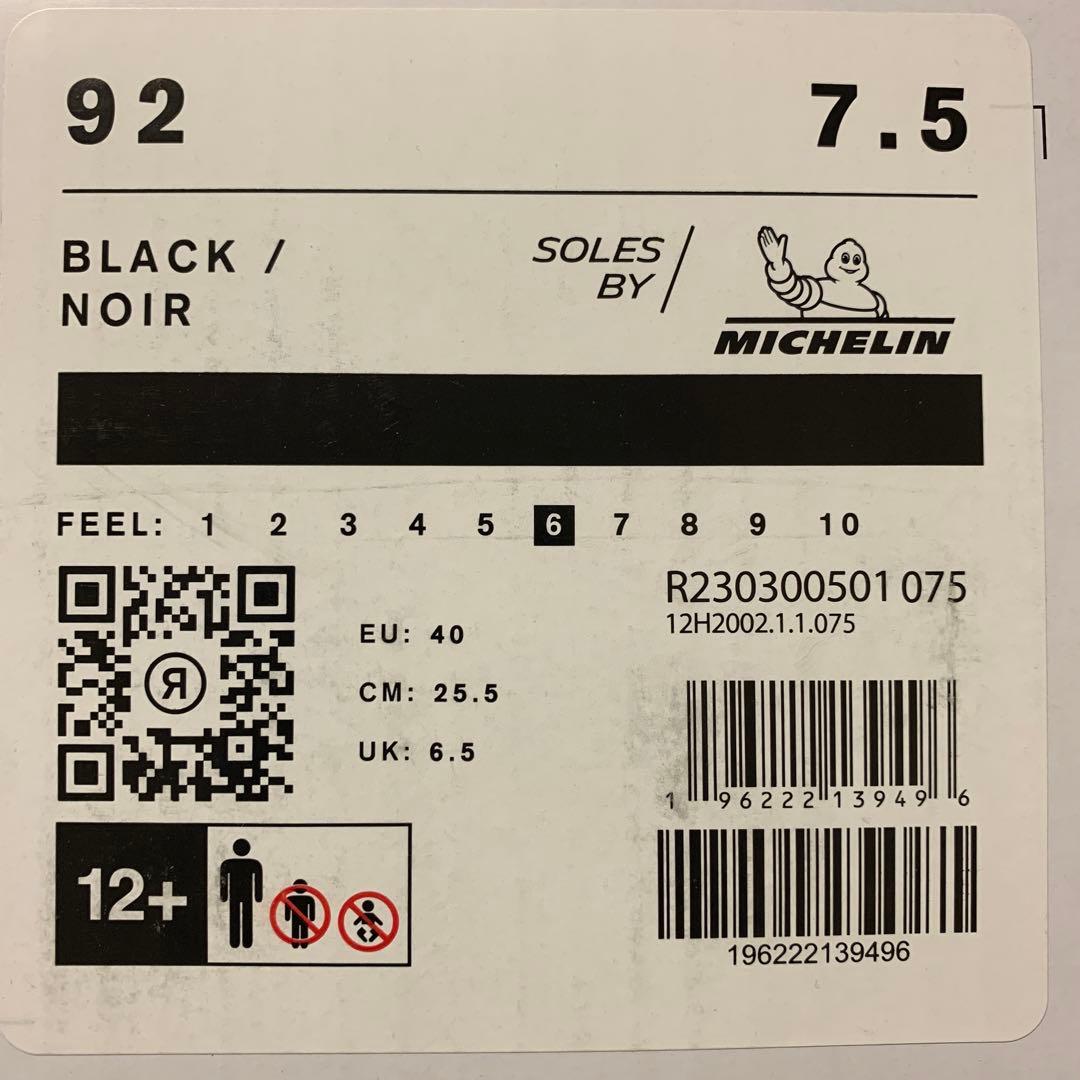 92
7.5
BLACK /
NOIR
SOLES
BY
MICHELIN
FEEL: 1 2 3 4 5 6 7 8 9 10
EU: 40
CM: 25.5
UK: 6.5
R230300501 075
12H2002.1.1.075
1 96222 13949 6
12+
196222139496